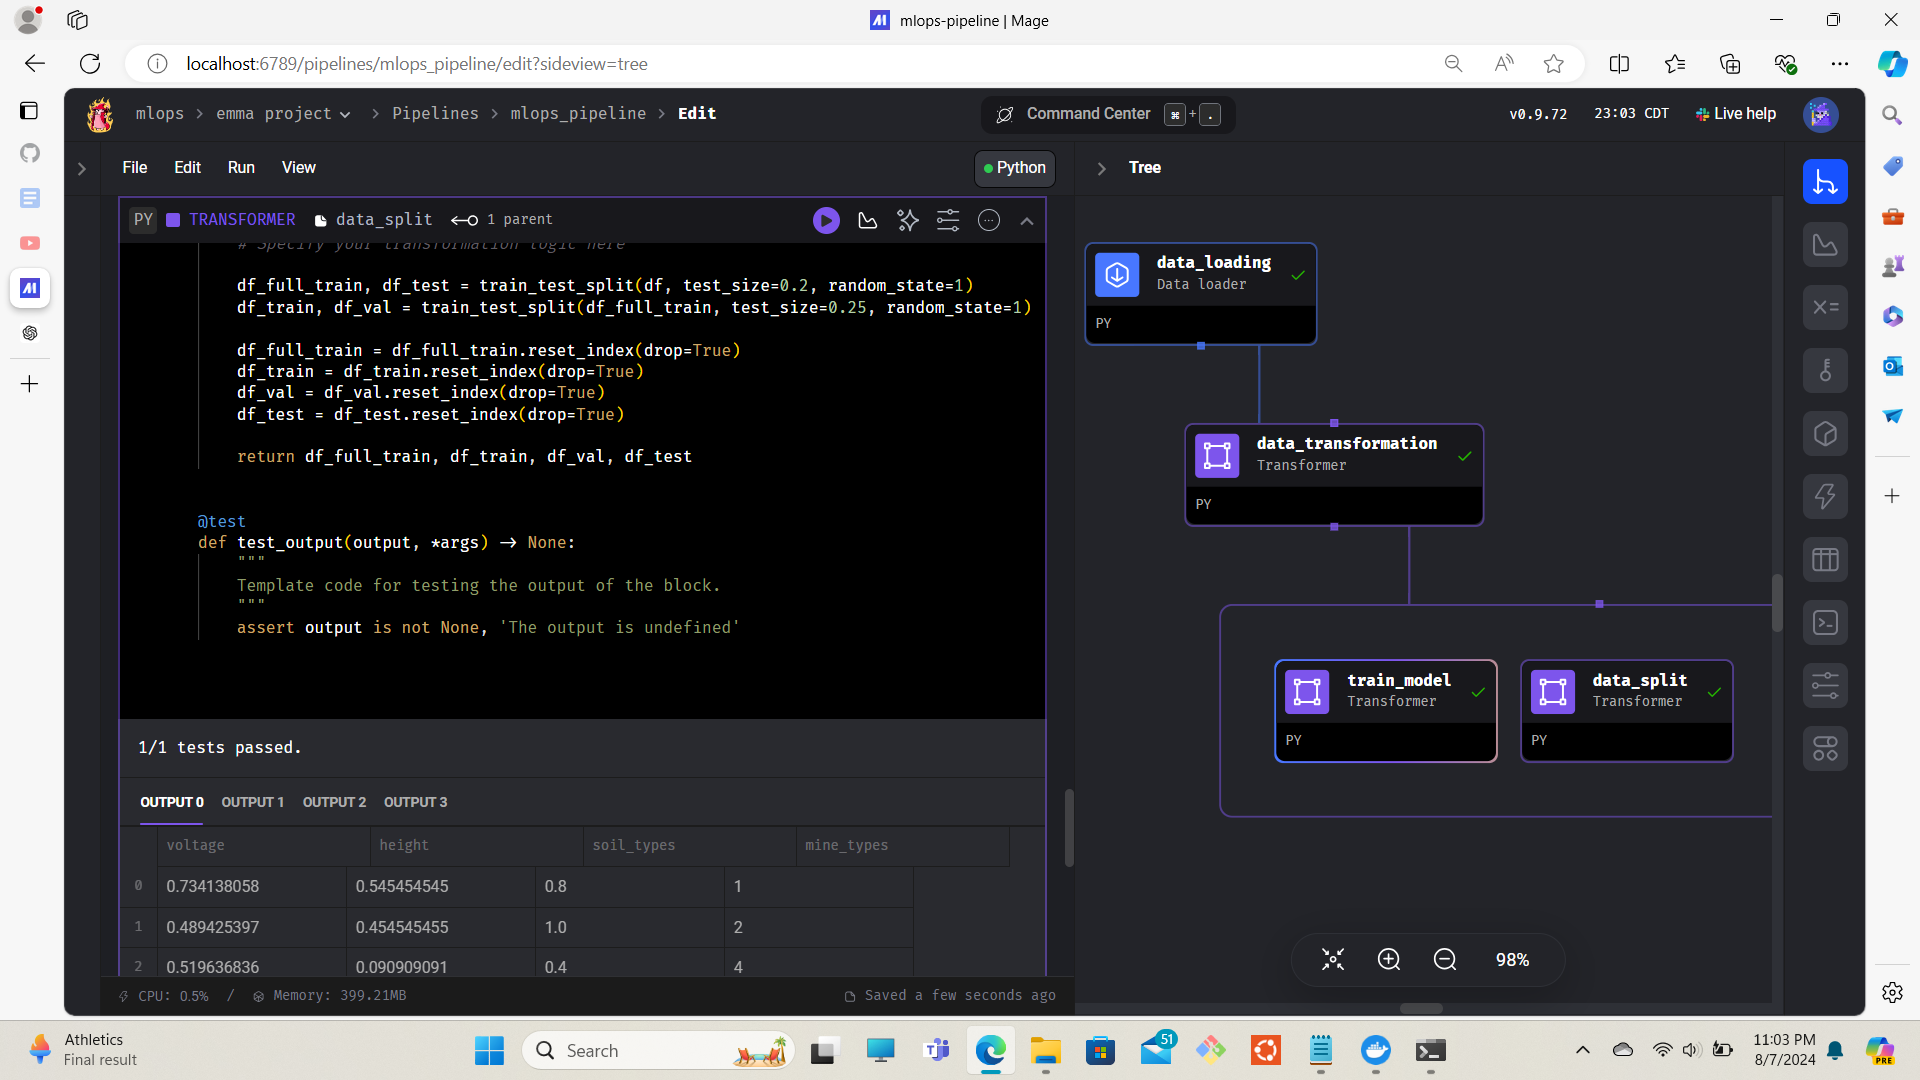 mlops-pipeline | Mage
localhost:6789/pipelines/mlops_pipeline/edit?sideview=tree
mlops > emma project > Pipelines > mlops_pipeline > Edit
Command Center ⌘ + .
v0.9.72
23:03 CDT
Live help
File Edit Run View
Python
Tree
PY TRANSFORMER data_split 1 parent
# Specify your transformation logic here
df_full_train, df_test = train_test_split(df, test_size=0.2, random_state=1)
df_train, df_val = train_test_split(df_full_train, test_size=0.25, random_state=1)
df_full_train = df_full_train.reset_index(drop=True)
df_train = df_train.reset_index(drop=True)
df_val = df_val.reset_index(drop=True)
df_test = df_test.reset_index(drop=True)
return df_full_train, df_train, df_val, df_test
@test
def test_output(output, *args) -> None:
"""
Template code for testing the output of the block.
"""
assert output is not None, 'The output is undefined'
1/1 tests passed.
OUTPUT 0 OUTPUT 1 OUTPUT 2 OUTPUT 3
voltage height soil_types mine_types
0 0.734138058 0.545454545 0.8 1
1 0.489425397 0.454545455 1.0 2
2 0.519636836 0.090909091 0.4 4
CPU: 0.5% / Memory: 399.21MB
Saved a few seconds ago
data_loading
Data loader
PY
data_transformation
Transformer
PY
train_model
Transformer
PY
data_split
Transformer
PY
98%
Athletics
Final result
Search
51
11:03 PM
8/7/2024
PRE